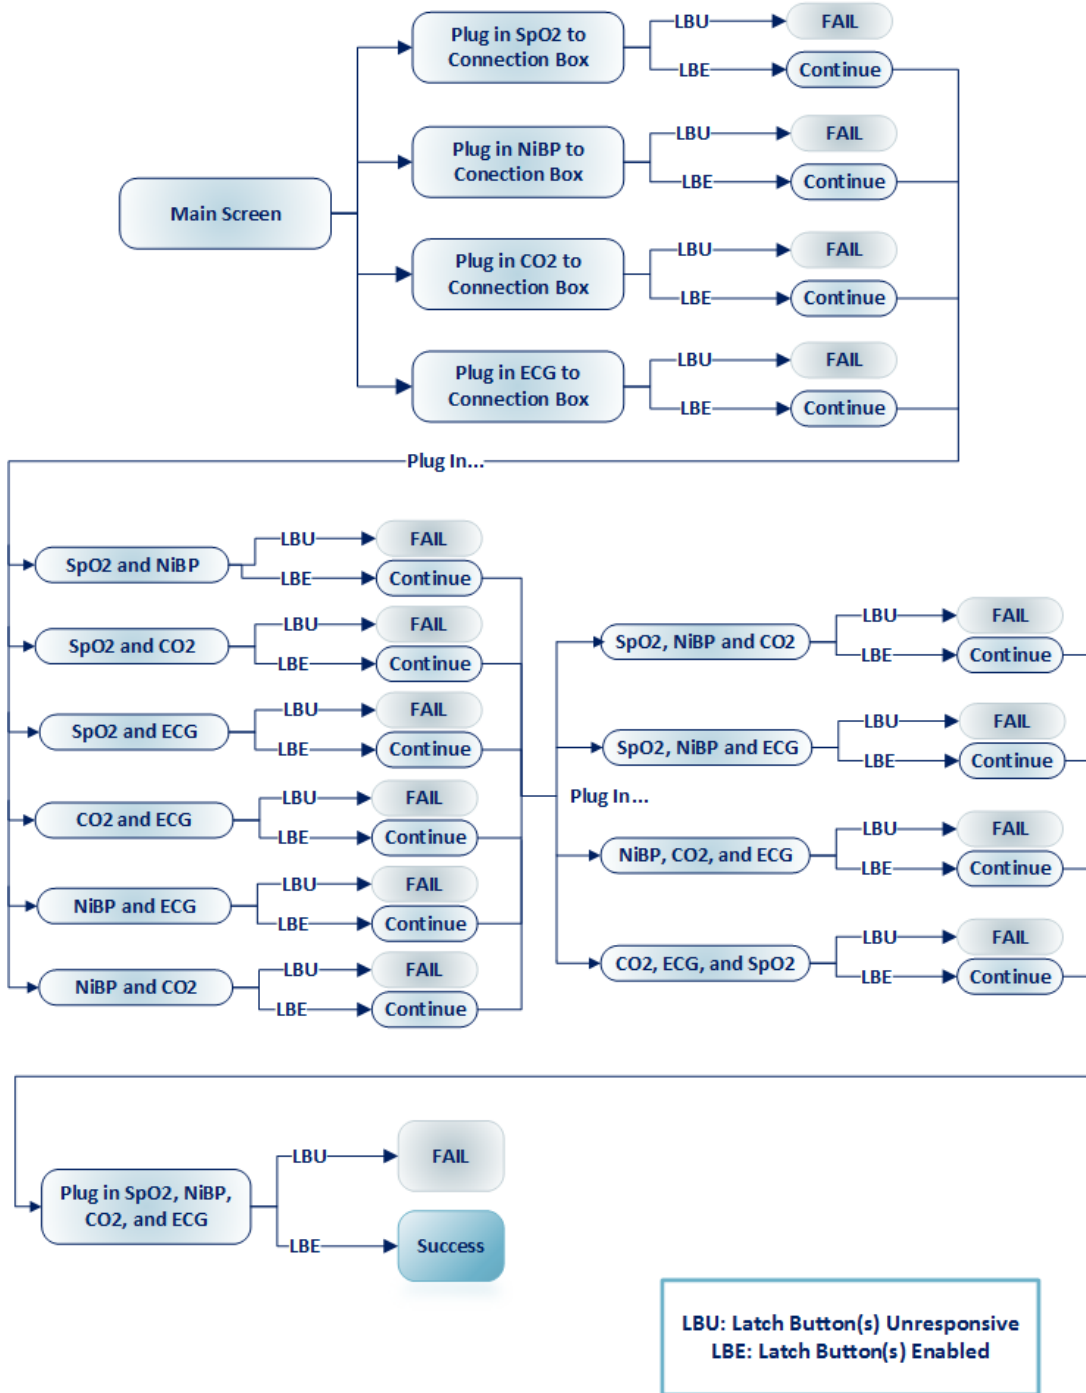 Plug in SpO2 to
Connection Box
LBU
FAIL
LBE
Continue
Plug in NiBP to
Conection Box
LBU
FAIL
LBE
Continue
Main Screen
Plug in CO2 to
Connection Box
LBU
FAIL
LBE
Continue
Plug in ECG to
Connection Box
LBU
FAIL
LBE
Continue
Plug In...
SpO2 and NiBP
LBU
FAIL
LBE
Continue
SpO2 and CO2
LBU
FAIL
LBE
Continue
SpO2 and ECG
LBU
FAIL
LBE
Continue
CO2 and ECG
LBU
FAIL
LBE
Continue
NiBP and ECG
LBU
FAIL
LBE
Continue
NiBP and CO2
LBU
FAIL
LBE
Continue
Plug In...
SpO2, NiBP and CO2
LBU
FAIL
LBE
Continue
SpO2, NiBP and ECG
LBU
FAIL
LBE
Continue
NiBP, CO2, and ECG
LBU
FAIL
LBE
Continue
CO2, ECG, and SpO2
LBU
FAIL
LBE
Continue
Plug in SpO2, NiBP,
CO2, and ECG
LBU
FAIL
LBE
Success
LBU: Latch Button(s) Unresponsive
LBE: Latch Button(s) Enabled